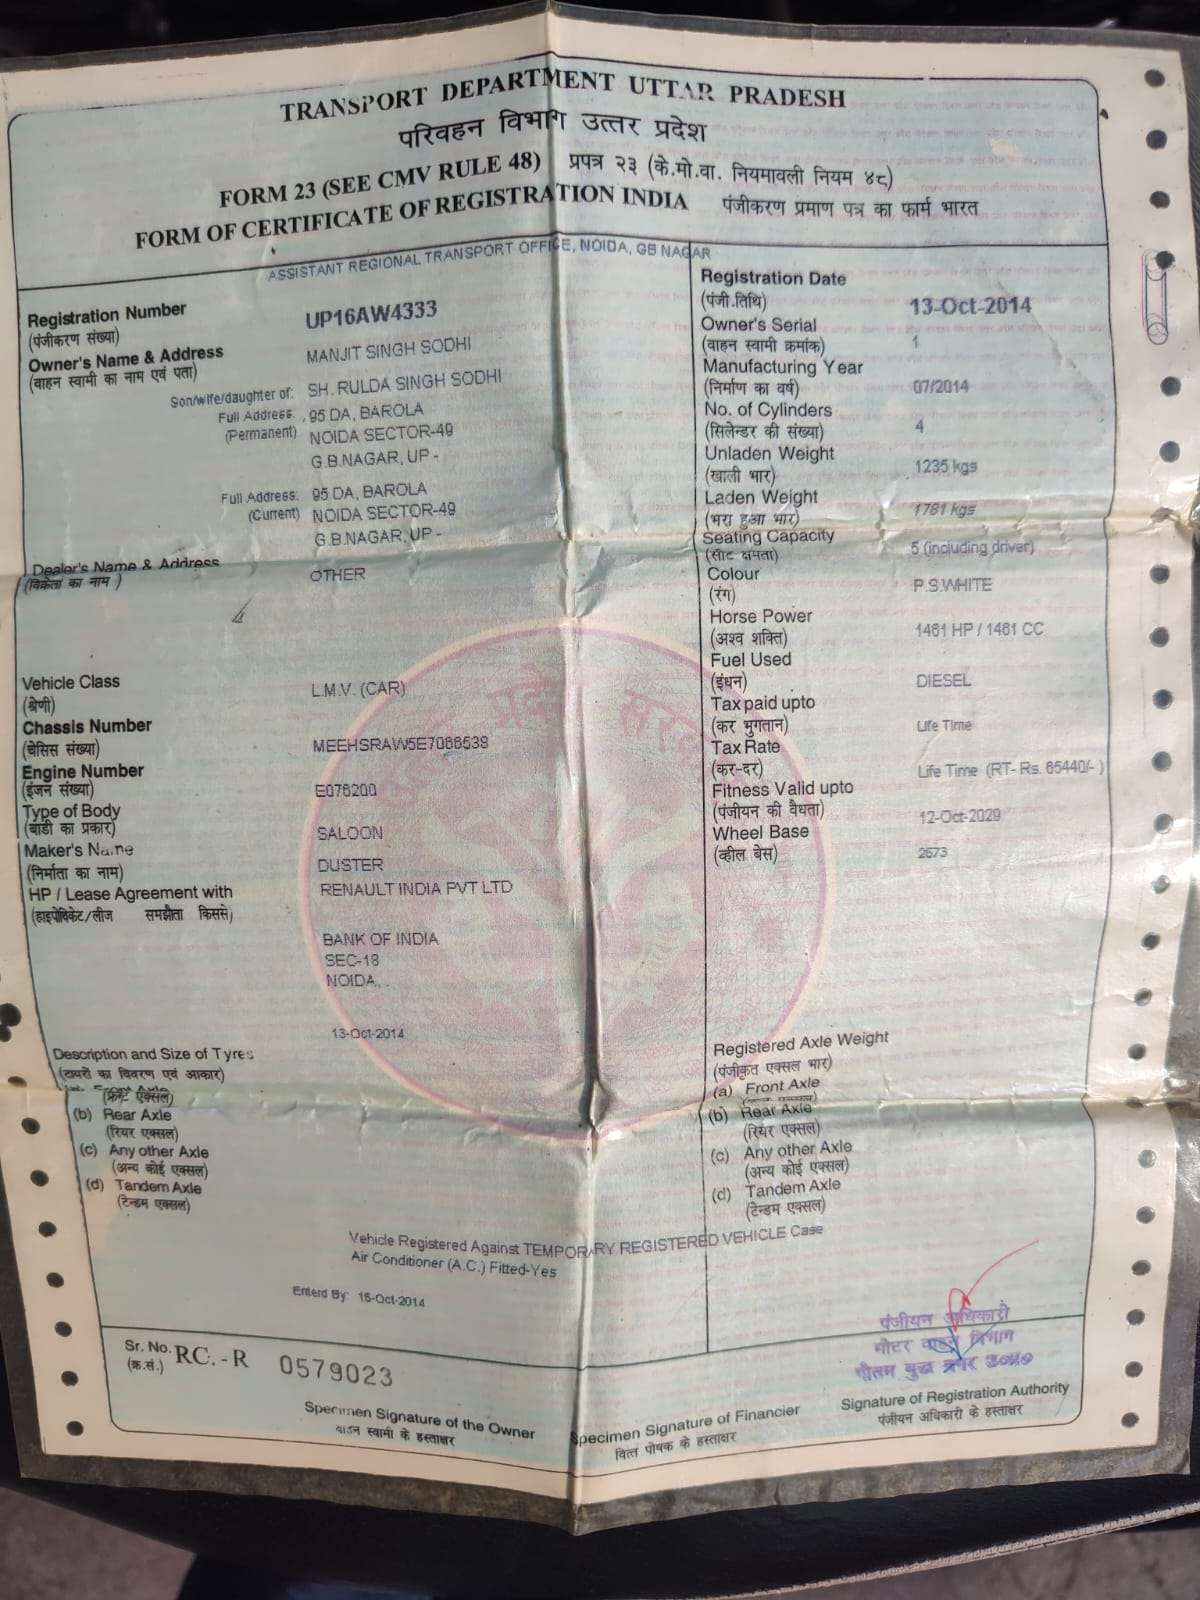 TRANSPORT DEPARTMENT UTTAR PRADESH
परिवहन विभाग उत्तर प्रदेश
FORM 23 (SEE CMV RULE 48) प्रपत्र २३ (के.मो.वा. नियमावली नियम ४८)
FORM OF CERTIFICATE OF REGISTRATION INDIA पंजीकरण प्रमाण पत्र का फार्म भारत
ASSISTANT REGIONAL TRANSPORT OFFICE, NOIDA, GB NAGAR
Registration Number UP16AW4333
(पंजीकरण संख्या)
Owner's Name & Address MANJIT SINGH SODHI
(वाहन स्वामी का नाम एवं पता)
Son/wife/daughter of: SH. RULDA SINGH SODHI
Full Address. , 95 DA, BAROLA
(Permanent) NOIDA SECTOR-49
G.B.NAGAR, UP -
Full Address: 95 DA, BAROLA
(Current) NOIDA SECTOR-49
G.B.NAGAR, UP -
Dealer's Name & Address OTHER
(विक्रेता का नाम )
Vehicle Class L.M.V. (CAR)
(श्रेणी)
Chassis Number MEEHSRAW5E7066539
(चेसिस संख्या)
Engine Number E076200
(इंजन संख्या)
Type of Body SALOON
(बाडी का प्रकार)
Maker's Name DUSTER
(निर्माता का नाम) RENAULT INDIA PVT LTD
HP / Lease Agreement with
(हाइपोथिकेट/लीज समझौता किससे)
BANK OF INDIA
SEC-18
NOIDA, .
13-Oct-2014
Description and Size of Tyres
(टायरों का विवरण एवं आकार)
(फ्रन्ट एक्सल)
(b) Rear Axle
(रियर एक्सल)
(c) Any other Axle
(अन्य कोई एक्सल)
(d) Tandem Axle
(टेन्डम एक्सल)
Registration Date
(पंजी.तिथि) 13-Oct-2014
Owner's Serial
(वाहन स्वामी क्रमांक) 1
Manufacturing Year
(निर्माण का वर्ष) 07/2014
No. of Cylinders
(सिलेन्डर की संख्या) 4
Unladen Weight
(खाली भार) 1235 kgs
Laden Weight
(भरा हुआ भार) 1781 kgs
Seating Capacity
(सीट क्षमता) 5 (including driver)
Colour
(रंग) P.S.WHITE
Horse Power
(अश्व शक्ति) 1461 HP / 1461 CC
Fuel Used
(इंधन) DIESEL
Tax paid upto
(कर भुगतान) Life Time
Tax Rate
(कर-दर) Life Time (RT- Rs. 65440/- )
Fitness Valid upto
(पंजीयन की वैधता) 12-Oct-2029
Wheel Base
(व्हील बेस) 2673
Registered Axle Weight
(पंजीकृत एक्सल भार)
(a) Front Axle
(b) Rear Axle
(रियर एक्सल)
(c) Any other Axle
(अन्य कोई एक्सल)
(d) Tandem Axle
(टेन्डम एक्सल)
Vehicle Registered Against TEMPORARY REGISTERED VEHICLE Case
Air Conditioner (A.C.) Fitted-Yes
Enterd By: 16-Oct-2014
पंजीयन अधिकारी
मोटर वाहन विभाग
गौतम बुद्ध नगर उ०प्र०
Sr. No. RC. - R 0579023
(क्र.सं.)
Specimen Signature of the Owner
वाहन स्वामी के हस्ताक्षर
Specimen Signature of Financier
वित्त पोषक के हस्ताक्षर
Signature of Registration Authority
पंजीयन अधिकारी के हस्ताक्षर